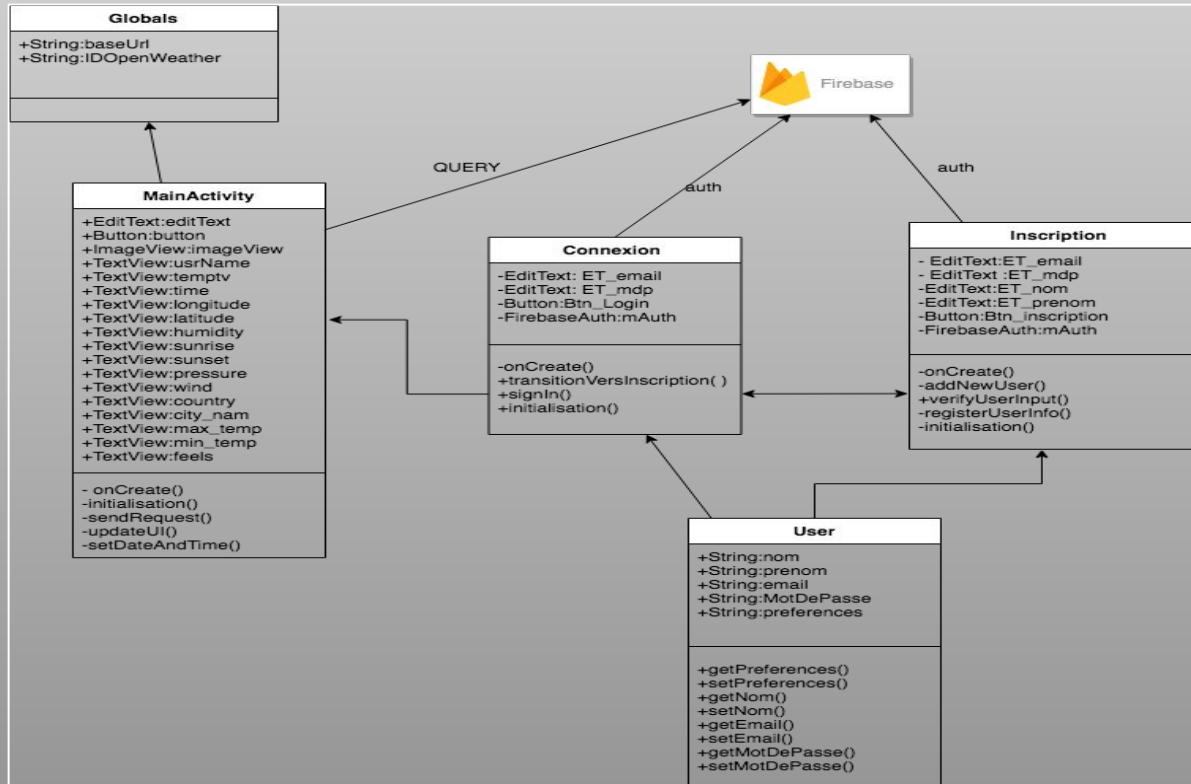 Globals
+String:baseUrl
+String:IDOpenWeather
Firebase
QUERY
auth
auth
MainActivity
+EditText:editText
+Button:button
+ImageView:imageView
+TextView:usrName
+TextView:temptv
+TextView:time
+TextView:longitude
+TextView:latitude
+TextView:humidity
+TextView:sunrise
+TextView:sunset
+TextView:pressure
+TextView:wind
+TextView:country
+TextView:city_nam
+TextView:max_temp
+TextView:min_temp
+TextView:feels
- onCreate()
-initialisation()
-sendRequest()
-updateUI()
-setDateAndTime()
Connexion
-EditText: ET_email
-EditText: ET_mdp
-Button:Btn_Login
-FirebaseAuth:mAuth
-onCreate()
+transitionVersInscription( )
+signIn()
+initialisation()
Inscription
- EditText:ET_email
- EditText :ET_mdp
-EditText:ET_nom
-EditText:ET_prenom
-Button:Btn_inscription
-FirebaseAuth:mAuth
-onCreate()
-addNewUser()
+verifyUserInput()
-registerUserInfo()
-initialisation()
User
+String:nom
+String:prenom
+String:email
+String:MotDePasse
+String:preferences
+getPreferences()
+setPreferences()
+getNom()
+setNom()
+getEmail()
+setEmail()
+getMotDePasse()
+setMotDePasse()